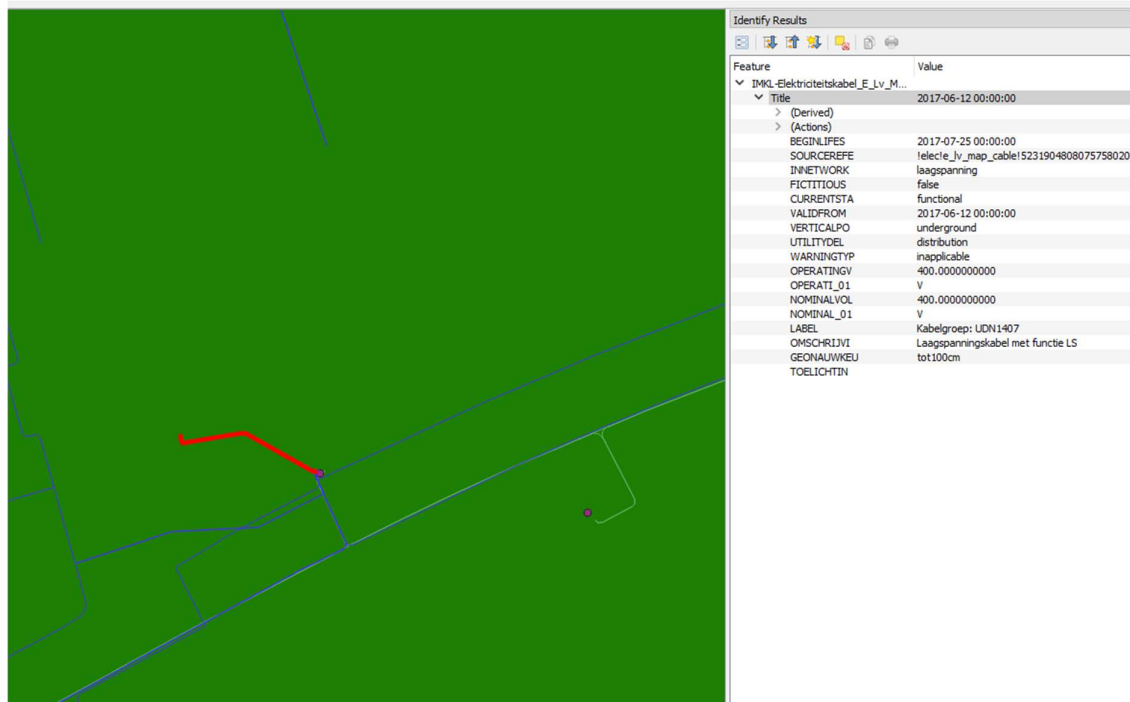 Identify Results
Feature Value
IMKL-Elektriciteitskabel_E_Lv_M...
Title 2017-06-12 00:00:00
(Derived)
(Actions)
BEGINLIFES 2017-07-25 00:00:00
SOURCEREFE !elec!e_lv_map_cable!5231904808075758020
INNETWORK laagspanning
FICTITIOUS false
CURRENTSTA functional
VALIDFROM 2017-06-12 00:00:00
VERTICALPO underground
UTILITYDEL distribution
WARNINGTYP inapplicable
OPERATINGV 400.0000000000
OPERATI_01 V
NOMINALVOL 400.0000000000
NOMINAL_01 V
LABEL Kabelgroep: UDN1407
OMSCHRIJVI Laagspanningskabel met functie LS
GEONAUWKEU tot100cm
TOELICHTIN